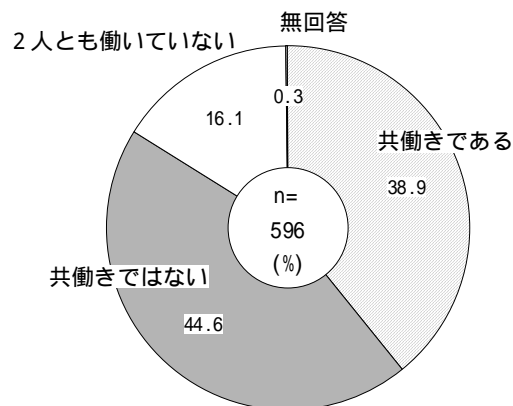 無回答
2人とも働いていない
0.3
16.1
共働きである
38.9
n=
596
(%)
共働きではない
44.6